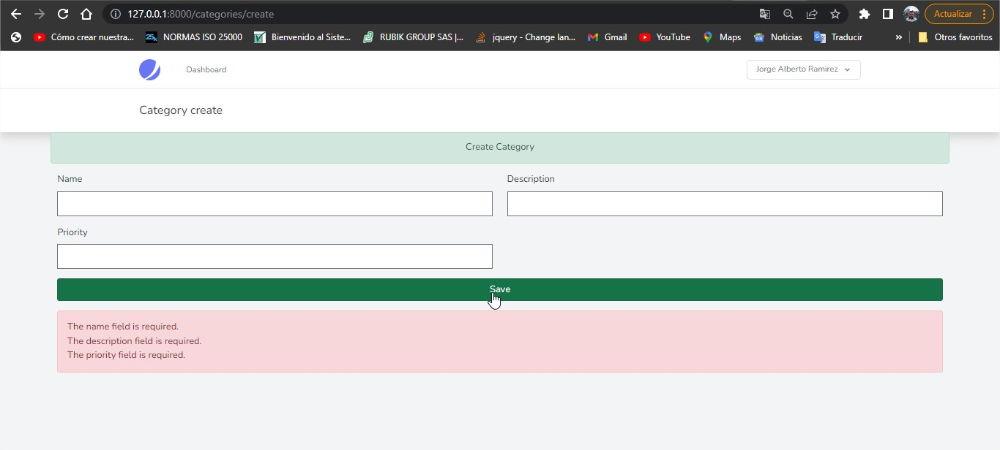 127.0.0.1:8000/categories/create
Actualizar
Cómo crear nuestra...
25k
NORMAS ISO 25000
Bienvenido al Siste...
RUBIK GROUP SAS |...
jquery - Change lan...
Gmail
YouTube
Maps
Noticias
Traducir
»
Otros favoritos
Dashboard
Jorge Alberto Ramirez
Category create
Create Category
Name
Description
Priority
Save
The name field is required.
The description field is required.
The priority field is required.